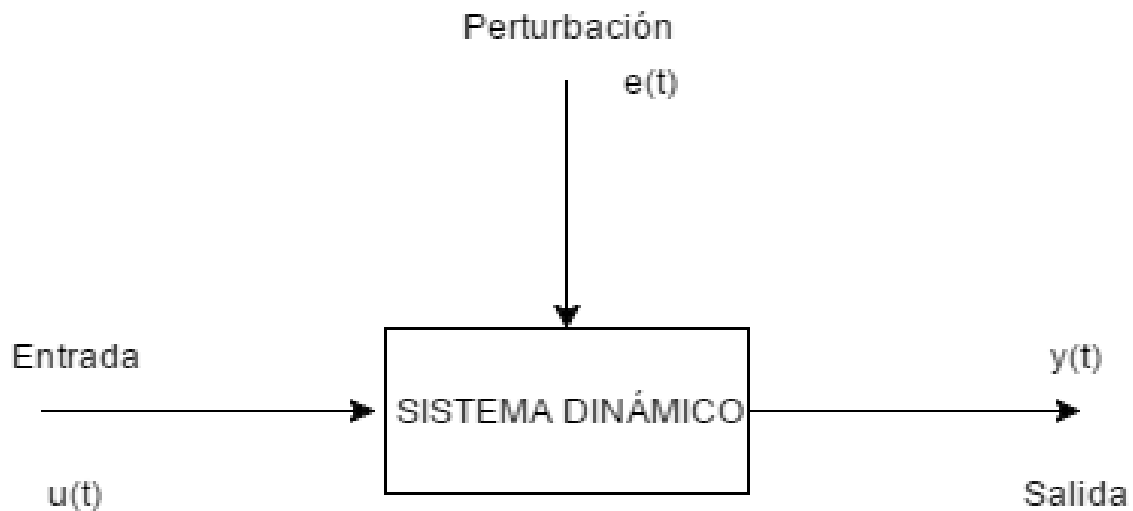 Perturbación
e(t)
Entrada
y(t)
SISTEMA DINÁMICO
u(t)
Salida